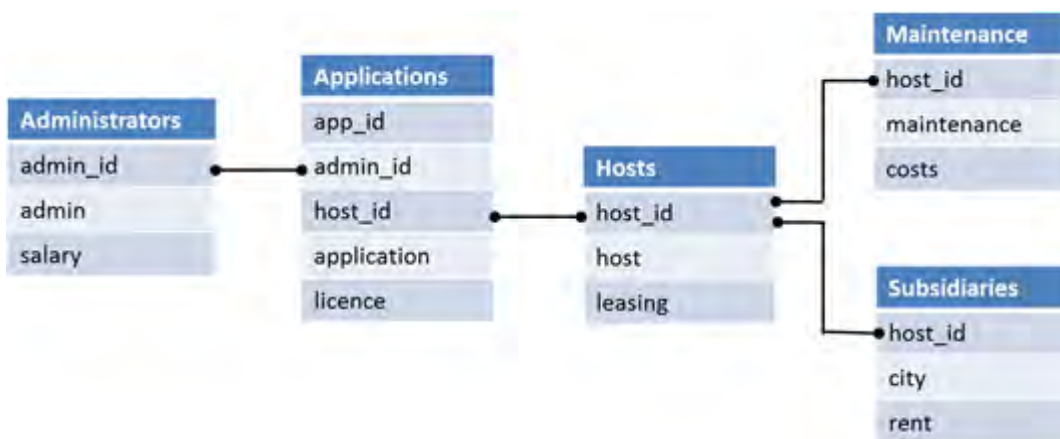 Administrators
admin_id
admin
salary
Applications
app_id
admin_id
host_id
application
licence
Hosts
host_id
host
leasing
Maintenance
host_id
maintenance
costs
Subsidiaries
host_id
city
rent